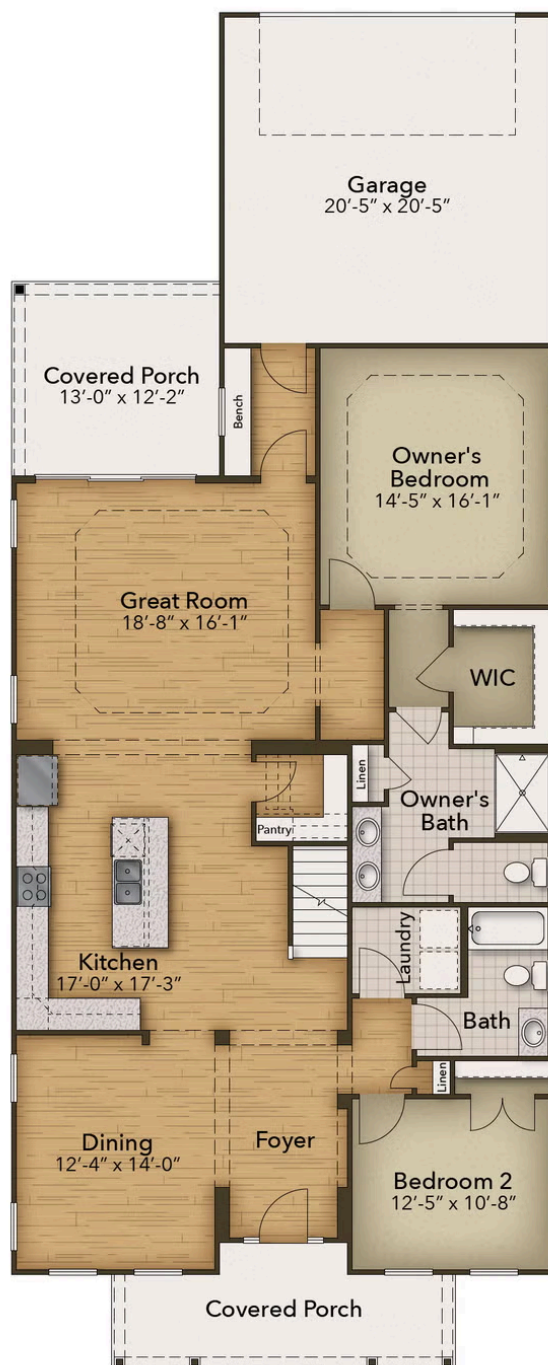 Garage
20'-5" x 20'-5"
Covered Porch
13'-0" x 12'-2"
Bench
Owner's
Bedroom
14'-5" x 16'-1"
Great Room
18'-8" x 16'-1"
WIC
Linen
Owner's
Bath
Pantry
Kitchen
17'-0" x 17'-3"
Laundry
Bath
Linen
Dining
12'-4" x 14'-0"
Foyer
Bedroom 2
12'-5" x 10'-8"
Covered Porch